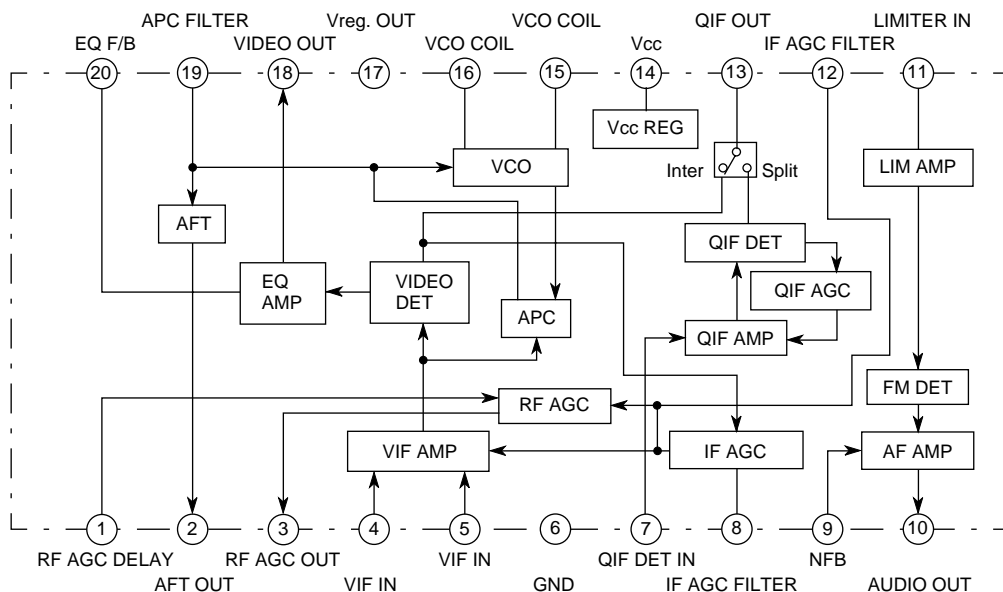 APC FILTER Vreg. OUT VCO COIL QIF OUT LIMITER IN
EQ F/B VIDEO OUT VCO COIL Vcc IF AGC FILTER
20 19 18 17 16 15 14 13 12 11
Vcc REG
VCO
Inter Split
LIM AMP
AFT
QIF DET
EQ
AMP
VIDEO
DET
QIF AGC
APC
QIF AMP
RF AGC
FM DET
VIF AMP
IF AGC
AF AMP
1 2 3 4 5 6 7 8 9 10
RF AGC DELAY RF AGC OUT VIF IN QIF DET IN NFB
AFT OUT VIF IN GND IF AGC FILTER AUDIO OUT